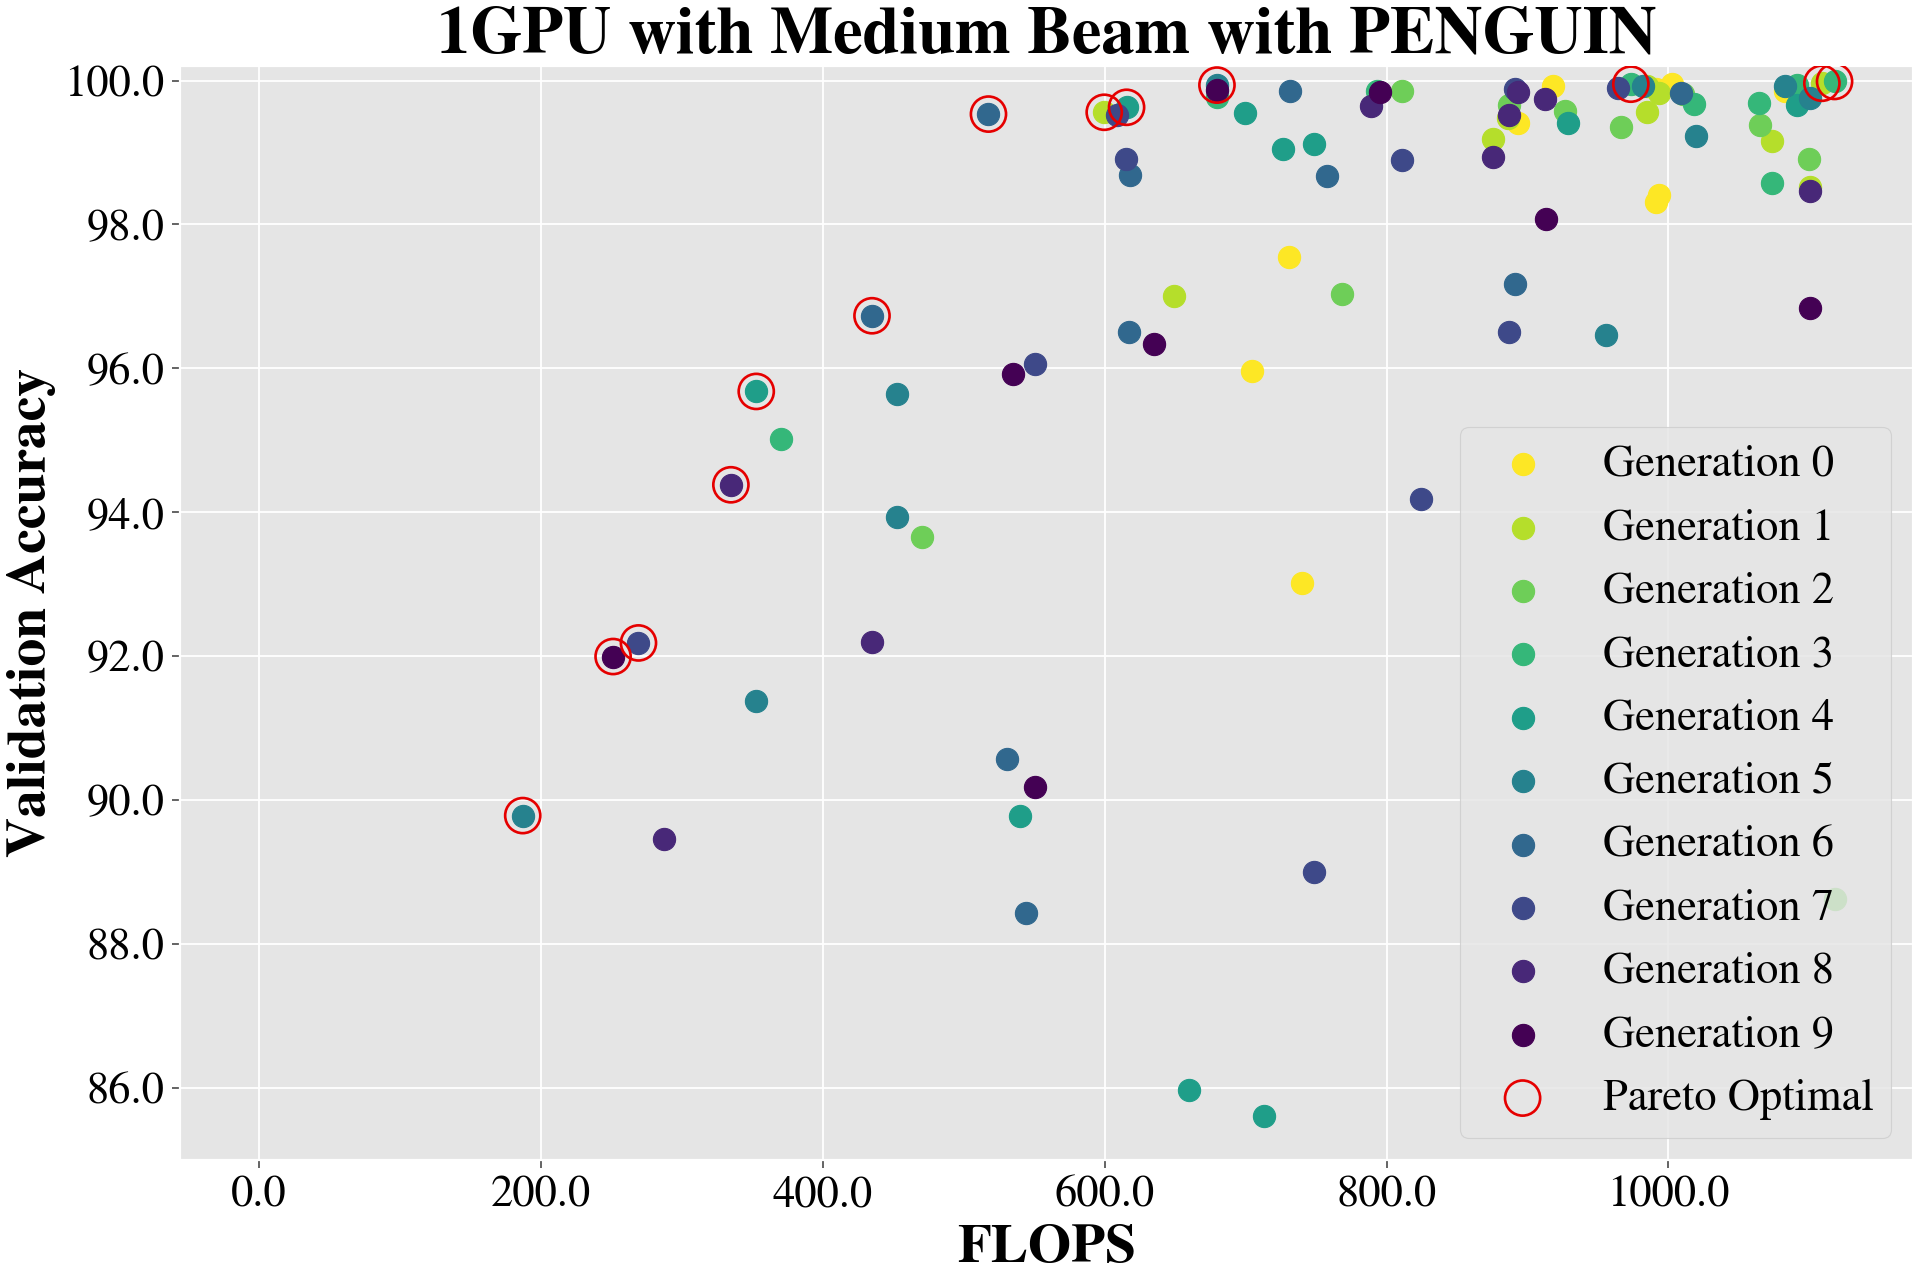 1GPU with Medium Beam with PENGUIN
Validation Accuracy
100.0
98.0
96.0
94.0
92.0
90.0
88.0
86.0
Generation 0
Generation 1
Generation 2
Generation 3
Generation 4
Generation 5
Generation 6
Generation 7
Generation 8
Generation 9
Pareto Optimal
0.0 200.0 400.0 600.0 800.0 1000.0
FLOPS